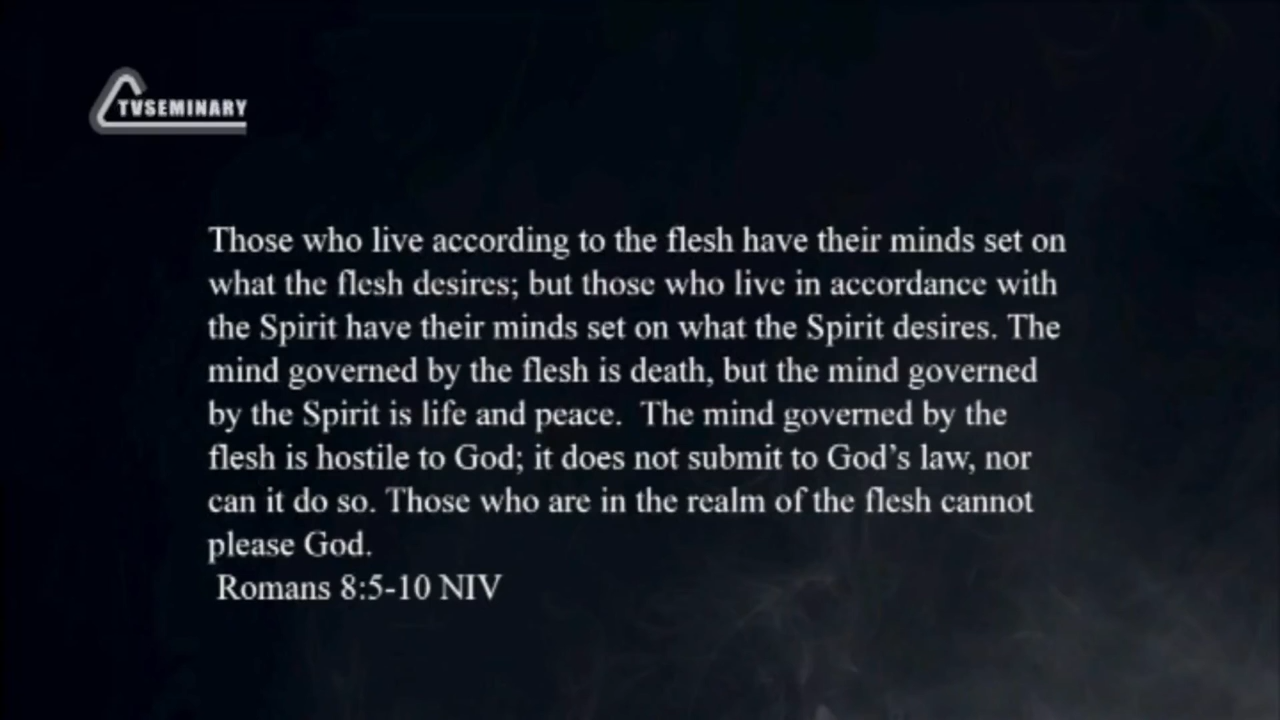 TVSEMINARY
Those who live according to the flesh have their minds set on
what the flesh desires; but those who live in accordance with
the Spirit have their minds set on what the Spirit desires. The
mind governed by the flesh is death, but the mind governed
by the Spirit is life and peace.  The mind governed by the
flesh is hostile to God; it does not submit to God’s law, nor
can it do so. Those who are in the realm of the flesh cannot
please God.
Romans 8:5-10 NIV